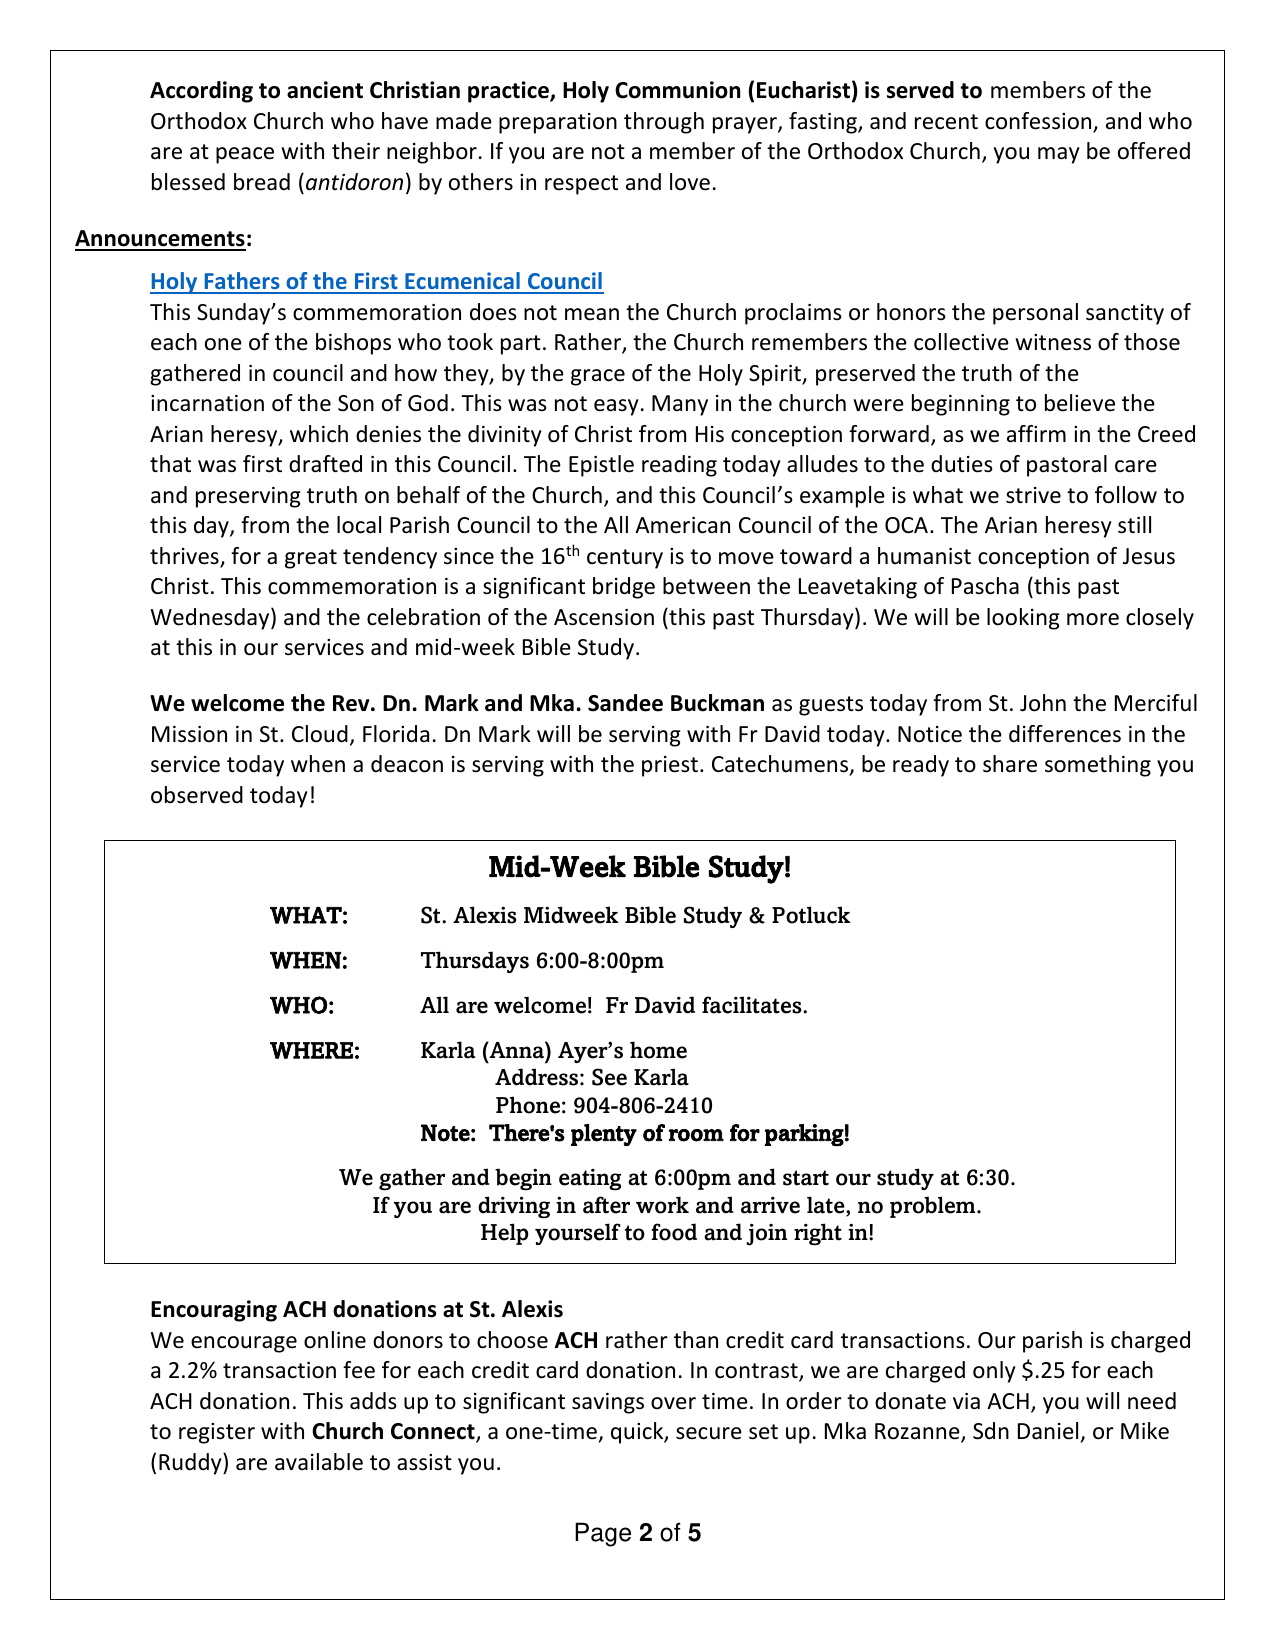 According to ancient Christian practice, Holy Communion (Eucharist) is served to members of the
Orthodox Church who have made preparation through prayer, fasting, and recent confession, and who
are at peace with their neighbor. If you are not a member of the Orthodox Church, you may be offered
blessed bread (antidoron) by others in respect and love.
Announcements:
Holy Fathers of the First Ecumenical Council
This Sunday’s commemoration does not mean the Church proclaims or honors the personal sanctity of
each one of the bishops who took part. Rather, the Church remembers the collective witness of those
gathered in council and how they, by the grace of the Holy Spirit, preserved the truth of the
incarnation of the Son of God. This was not easy. Many in the church were beginning to believe the
Arian heresy, which denies the divinity of Christ from His conception forward, as we affirm in the Creed
that was first drafted in this Council. The Epistle reading today alludes to the duties of pastoral care
and preserving truth on behalf of the Church, and this Council’s example is what we strive to follow to
this day, from the local Parish Council to the All American Council of the OCA. The Arian heresy still
thrives, for a great tendency since the 16th century is to move toward a humanist conception of Jesus
Christ. This commemoration is a significant bridge between the Leavetaking of Pascha (this past
Wednesday) and the celebration of the Ascension (this past Thursday). We will be looking more closely
at this in our services and mid-week Bible Study.
We welcome the Rev. Dn. Mark and Mka. Sandee Buckman as guests today from St. John the Merciful
Mission in St. Cloud, Florida. Dn Mark will be serving with Fr David today. Notice the differences in the
service today when a deacon is serving with the priest. Catechumens, be ready to share something you
observed today!
Mid-Week Bible Study!
WHAT: St. Alexis Midweek Bible Study & Potluck
WHEN: Thursdays 6:00-8:00pm
WHO: All are welcome!  Fr David facilitates.
WHERE: Karla (Anna) Ayer’s home
Address: See Karla
Phone: 904-806-2410
Note:  There's plenty of room for parking!
We gather and begin eating at 6:00pm and start our study at 6:30.
If you are driving in after work and arrive late, no problem.
Help yourself to food and join right in!
Encouraging ACH donations at St. Alexis
We encourage online donors to choose ACH rather than credit card transactions. Our parish is charged
a 2.2% transaction fee for each credit card donation. In contrast, we are charged only $.25 for each
ACH donation. This adds up to significant savings over time. In order to donate via ACH, you will need
to register with Church Connect, a one-time, quick, secure set up. Mka Rozanne, Sdn Daniel, or Mike
(Ruddy) are available to assist you.
Page 2 of 5